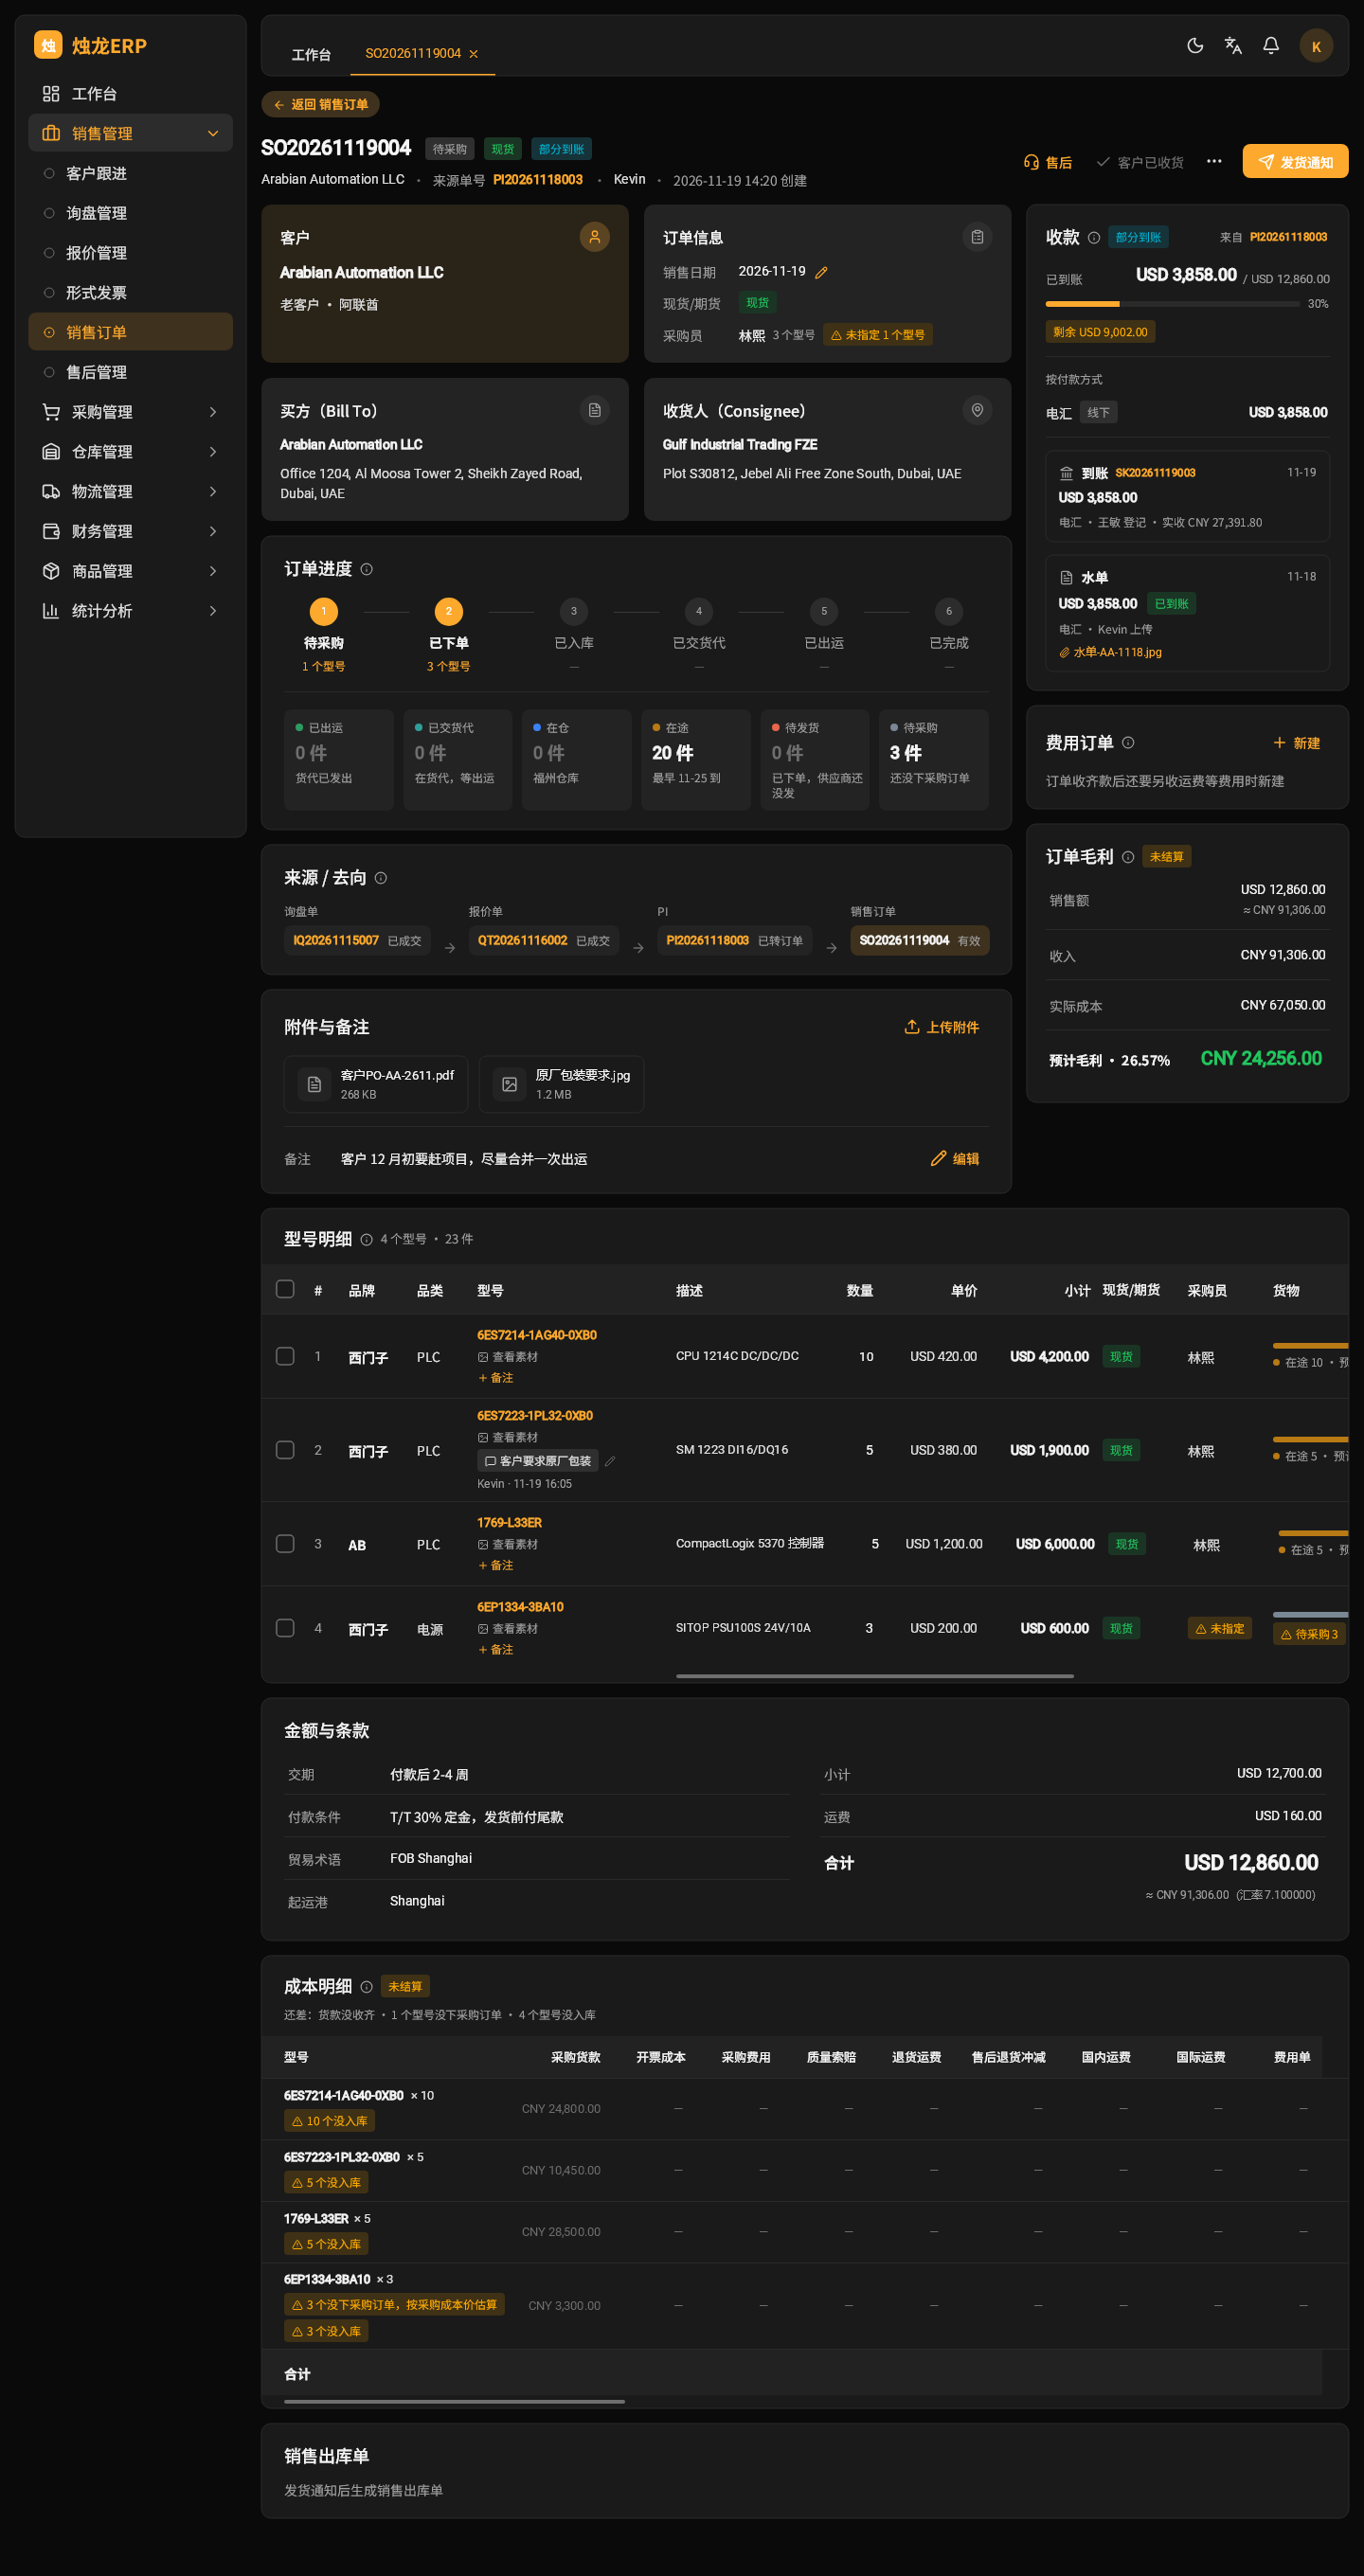 烛 烛龙ERP
工作台
销售管理
客户跟进
询盘管理
报价管理
形式发票
销售订单
售后管理
采购管理
仓库管理
物流管理
财务管理
商品管理
统计分析
工作台 SO20261119004 ×
K
← 返回 销售订单
SO20261119004 待采购 现货 部分到账
Arabian Automation LLC • 来源单号 PI20261118003 • Kevin • 2026-11-19 14:20 创建
售后 客户已收货 ··· 发货通知
客户
Arabian Automation LLC
老客户 • 阿联酋
订单信息
销售日期 2026-11-19
现货/期货 现货
采购员 林熙 3 个型号 未指定 1 个型号
买方（Bill To）
Arabian Automation LLC
Office 1204, Al Moosa Tower 2, Sheikh Zayed Road,
Dubai, UAE
收货人（Consignee）
Gulf Industrial Trading FZE
Plot S30812, Jebel Ali Free Zone South, Dubai, UAE
订单进度
1 2 3 4 5 6
待采购 已下单 已入库 已交货代 已出运 已完成
1 个型号 3 个型号 — — — —
已出运 已交货代 在仓 在途 待发货 待采购
0 件 0 件 0 件 20 件 0 件 3 件
货代已发出 在货代，等出运 福州仓库 最早 11-25 到 已下单，供应商还 还没下采购订单
没发
来源 / 去向
询盘单 报价单 PI 销售订单
IQ20261115007 已成交 → QT20261116002 已成交 → PI20261118003 已转订单 → SO20261119004 有效
附件与备注 上传附件
客户PO-AA-2611.pdf 原厂包装要求.jpg
268 KB 1.2 MB
备注 客户 12 月初要赶项目，尽量合并一次出运 编辑
收款 部分到账 来自 PI20261118003
已到账 USD 3,858.00 / USD 12,860.00
30%
剩余 USD 9,002.00
按付款方式
电汇 线下 USD 3,858.00
到账 SK20261119003 11-19
USD 3,858.00
电汇 • 王敏 登记 • 实收 CNY 27,391.80
水单 11-18
USD 3,858.00 已到账
电汇 • Kevin 上传
水单-AA-1118.jpg
费用订单 + 新建
订单收齐款后还要另收运费等费用时新建
订单毛利 未结算
销售额 USD 12,860.00
≈ CNY 91,306.00
收入 CNY 91,306.00
实际成本 CNY 67,050.00
预计毛利 • 26.57% CNY 24,256.00
型号明细 4 个型号 • 23 件
# 品牌 品类 型号 描述 数量 单价 小计 现货/期货 采购员 货物
6ES7214-1AG40-0XB0
1 西门子 PLC 查看素材 CPU 1214C DC/DC/DC 10 USD 420.00 USD 4,200.00 现货 林熙 在途 10 •
+ 备注
6ES7223-1PL32-0XB0
查看素材
2 西门子 PLC 客户要求原厂包装 SM 1223 DI16/DQ16 5 USD 380.00 USD 1,900.00 现货 林熙 在途 5 •
Kevin · 11-19 16:05
1769-L33ER
3 AB PLC 查看素材 CompactLogix 5370 控制器 5 USD 1,200.00 USD 6,000.00 现货 林熙 在途 5 •
+ 备注
6EP1334-3BA10
4 西门子 电源 查看素材 SITOP PSU100S 24V/10A 3 USD 200.00 USD 600.00 现货 未指定 待采购 3
+ 备注
金额与条款
交期 付款后 2-4 周
付款条件 T/T 30% 定金，发货前付尾款
贸易术语 FOB Shanghai
起运港 Shanghai
小计 USD 12,700.00
运费 USD 160.00
合计 USD 12,860.00
≈ CNY 91,306.00（汇率7.100000）
成本明细 未结算
还差：货款没收齐 • 1 个型号没下采购订单 • 4 个型号没入库
型号 采购货款 开票成本 采购费用 质量索赔 退货运费 售后退货冲减 国内运费 国际运费 费用单
6ES7214-1AG40-0XB0 × 10
10 个没入库 CNY 24,800.00 — — — — — — — —
6ES7223-1PL32-0XB0 × 5
5 个没入库 CNY 10,450.00 — — — — — — — —
1769-L33ER × 5
5 个没入库 CNY 28,500.00 — — — — — — — —
6EP1334-3BA10 × 3
3 个没下采购订单，按采购成本价估算 CNY 3,300.00 — — — — — — — —
3 个没入库
合计
销售出库单
发货通知后生成销售出库单